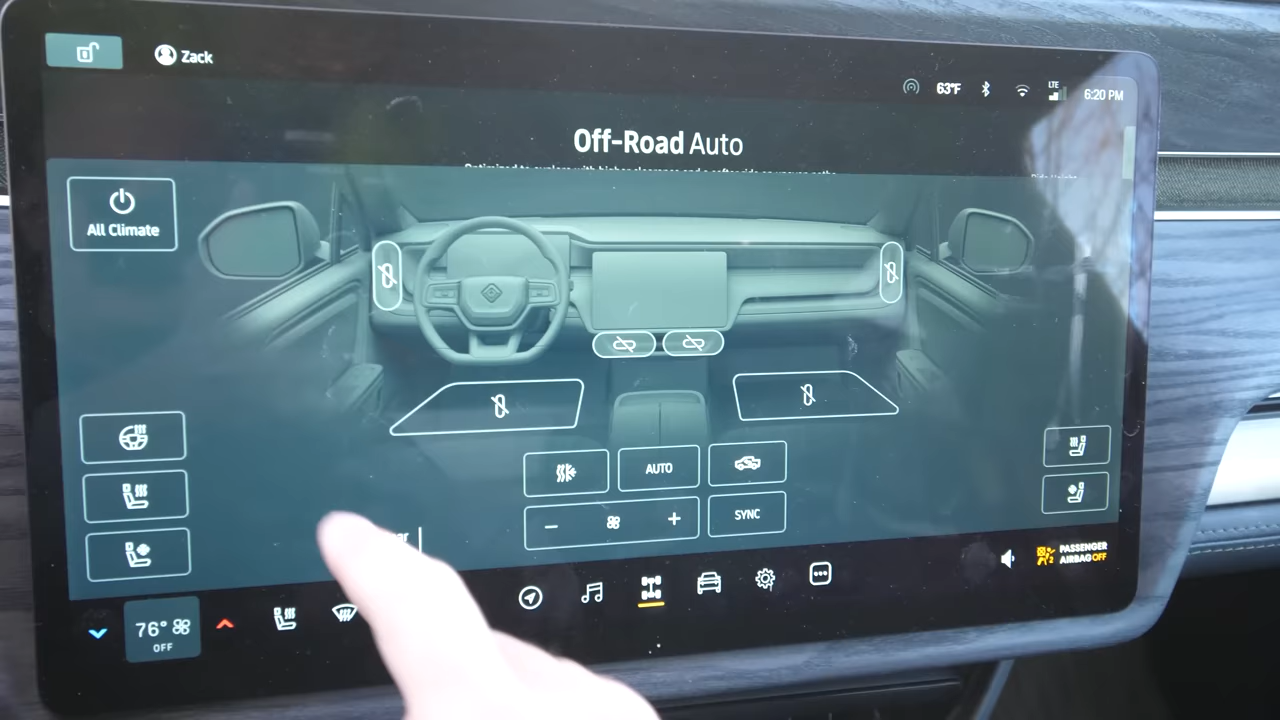 Zack
63°F
LTE
6:20 PM
Off-Road Auto
All Climate
AUTO
SYNC
76°
OFF
PASSENGER
AIRBAG OFF